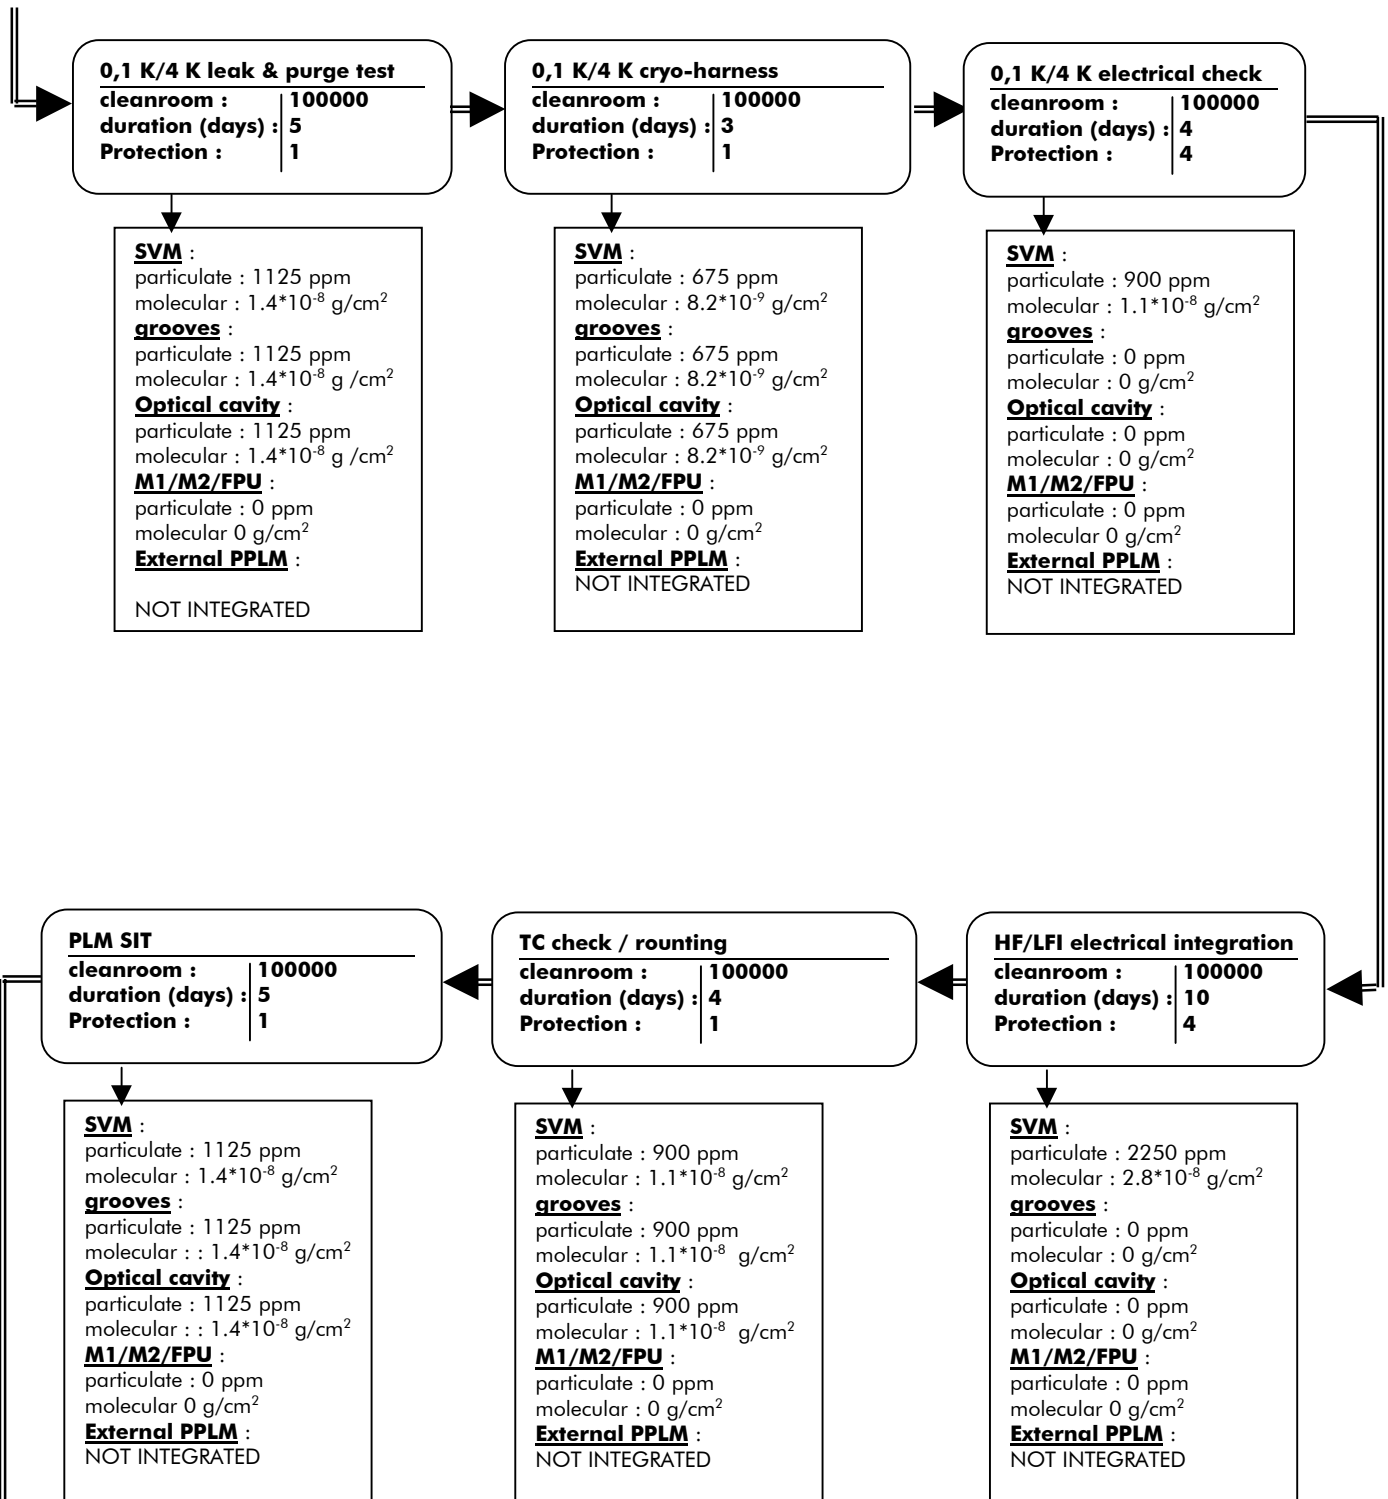 0,1 K/4 K leak & purge test
cleanroom : 100000
duration (days) : 5
Protection : 1
SVM :
particulate : 1125 ppm
molecular : 1.4*10-8 g/cm2
grooves :
particulate : 1125 ppm
molecular : 1.4*10-8 g /cm2
Optical cavity :
particulate : 1125 ppm
molecular : 1.4*10-8 g /cm2
M1/M2/FPU :
particulate : 0 ppm
molecular 0 g/cm2
External PPLM :
NOT INTEGRATED
0,1 K/4 K cryo-harness
cleanroom : 100000
duration (days) : 3
Protection : 1
SVM :
particulate : 675 ppm
molecular : 8.2*10-9 g/cm2
grooves :
particulate : 675 ppm
molecular : 8.2*10-9 g/cm2
Optical cavity :
particulate : 675 ppm
molecular : 8.2*10-9 g/cm2
M1/M2/FPU :
particulate : 0 ppm
molecular : 0 g/cm2
External PPLM :
NOT INTEGRATED
0,1 K/4 K electrical check
cleanroom : 100000
duration (days) : 4
Protection : 4
SVM :
particulate : 900 ppm
molecular : 1.1*10-8 g/cm2
grooves :
particulate : 0 ppm
molecular : 0 g/cm2
Optical cavity :
particulate : 0 ppm
molecular : 0 g/cm2
M1/M2/FPU :
particulate : 0 ppm
molecular 0 g/cm2
External PPLM :
NOT INTEGRATED
HF/LFI electrical integration
cleanroom : 100000
duration (days) : 10
Protection : 4
SVM :
particulate : 2250 ppm
molecular : 2.8*10-8 g/cm2
grooves :
particulate : 0 ppm
molecular : 0 g/cm2
Optical cavity :
particulate : 0 ppm
molecular : 0 g/cm2
M1/M2/FPU :
particulate : 0 ppm
molecular 0 g/cm2
External PPLM :
NOT INTEGRATED
TC check / rounting
cleanroom : 100000
duration (days) : 4
Protection : 1
SVM :
particulate : 900 ppm
molecular : 1.1*10-8 g/cm2
grooves :
particulate : 900 ppm
molecular : 1.1*10-8 g/cm2
Optical cavity :
particulate : 900 ppm
molecular : 1.1*10-8 g/cm2
M1/M2/FPU :
particulate : 0 ppm
molecular : 0 g/cm2
External PPLM :
NOT INTEGRATED
PLM SIT
cleanroom : 100000
duration (days) : 5
Protection : 1
SVM :
particulate : 1125 ppm
molecular : 1.4*10-8 g/cm2
grooves :
particulate : 1125 ppm
molecular : : 1.4*10-8 g/cm2
Optical cavity :
particulate : 1125 ppm
molecular : : 1.4*10-8 g/cm2
M1/M2/FPU :
particulate : 0 ppm
molecular 0 g/cm2
External PPLM :
NOT INTEGRATED